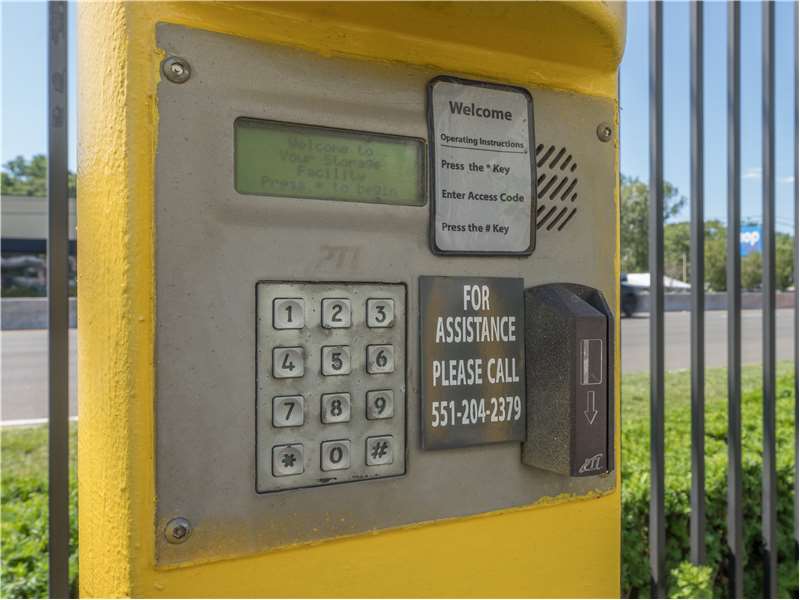 Welcome
Operating Instructions
Press the * Key
Enter Access Code
Press the # Key
Welcome to
Your Storage
Facility
Press * to begin
PTI
1 2 3
4 5 6
7 8 9
* 0 #
FOR
ASSISTANCE
PLEASE CALL
551-204-2379
PTI